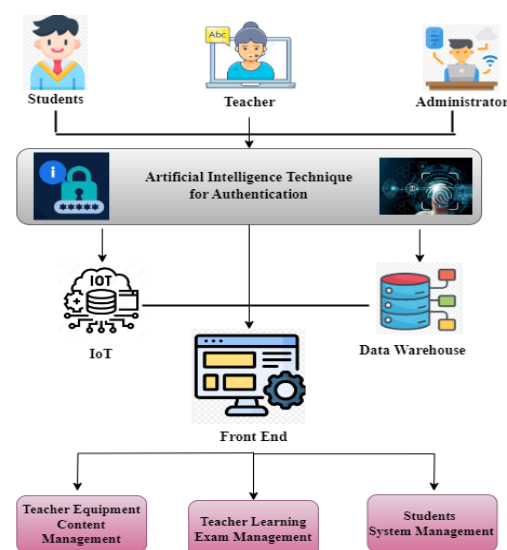 Abc
Students
Teacher
Administrator
i
*****
Artificial Intelligence Technique
for Authentication
IOT
IoT
Data Warehouse
Front End
Teacher Equipment
Content
Management
Teacher Learning
Exam Management
Students
System Management